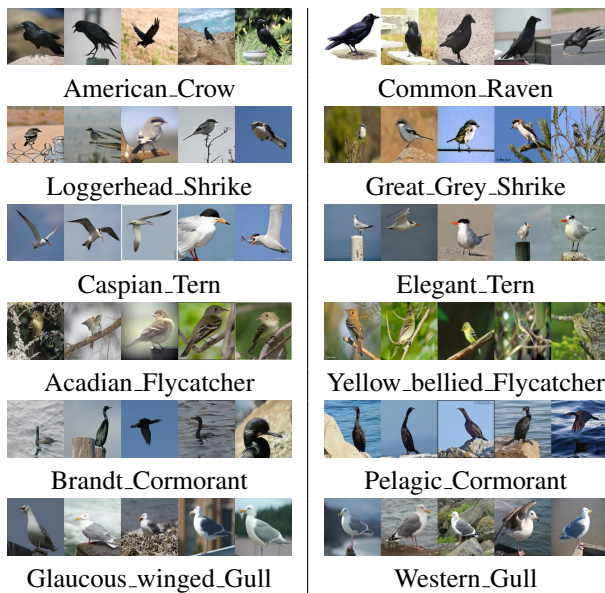 American_Crow
Common_Raven
Loggerhead_Shrike
Great_Grey_Shrike
Caspian_Tern
Elegant_Tern
Acadian_Flycatcher
Yellow_bellied_Flycatcher
Brandt_Cormorant
Pelagic_Cormorant
Glaucous_winged_Gull
Western_Gull